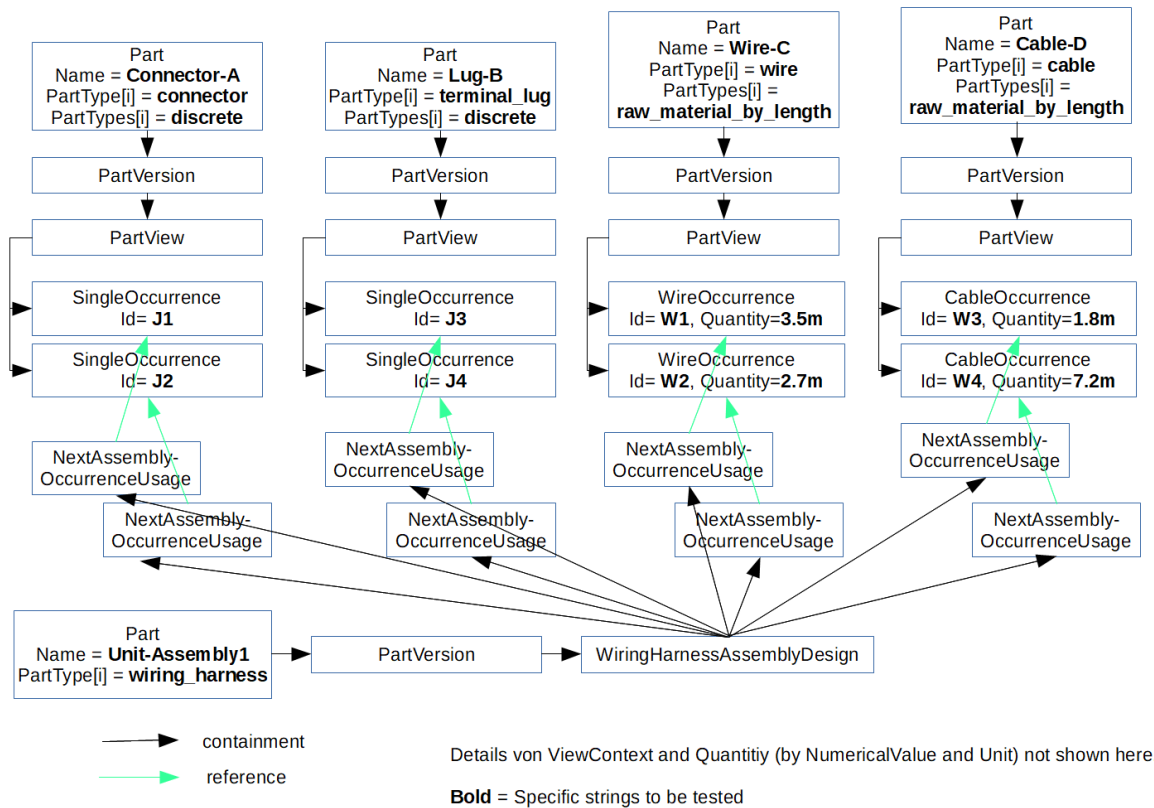 Part
Name = Connector-A
PartType[i] = connector
PartTypes[i] = discrete
Part
Name = Lug-B
PartType[i] = terminal_lug
PartTypes[i] = discrete
Part
Name = Wire-C
PartType[i] = wire
PartTypes[i] =
raw_material_by_length
Part
Name = Cable-D
PartType[i] = cable
PartTypes[i] =
raw_material_by_length
PartVersion
PartVersion
PartVersion
PartVersion
PartView
PartView
PartView
PartView
SingleOccurrence
Id= J1
SingleOccurrence
Id= J3
WireOccurrence
Id= W1, Quantity=3.5m
CableOccurrence
Id= W3, Quantity=1.8m
SingleOccurrence
Id= J2
SingleOccurrence
Id= J4
WireOccurrence
Id= W2, Quantity=2.7m
CableOccurrence
Id= W4, Quantity=7.2m
NextAssembly-
OccurrenceUsage
NextAssembly-
OccurrenceUsage
NextAssembly-
OccurrenceUsage
NextAssembly-
OccurrenceUsage
NextAssembly-
OccurrenceUsage
NextAssembly-
OccurrenceUsage
NextAssembly-
OccurrenceUsage
NextAssembly-
OccurrenceUsage
Part
Name = Unit-Assembly1
PartType[i] = wiring_harness
PartVersion
WiringHarnessAssemblyDesign
containment
reference
Details von ViewContext and Quantitiy (by NumericalValue and Unit) not shown here
Bold = Specific strings to be tested